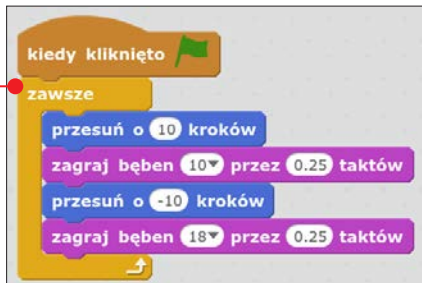 kiedy kliknięto
zawsze
przesuń o 10 kroków
zagraj bęben 10 przez 0.25 taktów
przesuń o -10 kroków
zagraj bęben 18 przez 0.25 taktów